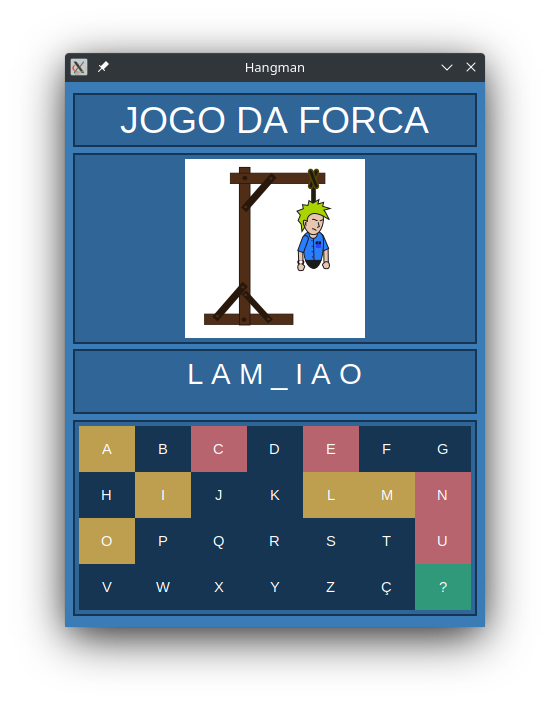 Hangman
JOGO DA FORCA
L A M _ I A O
A B C D E F G
H I J K L M N
O P Q R S T U
V W X Y Z Ç ?